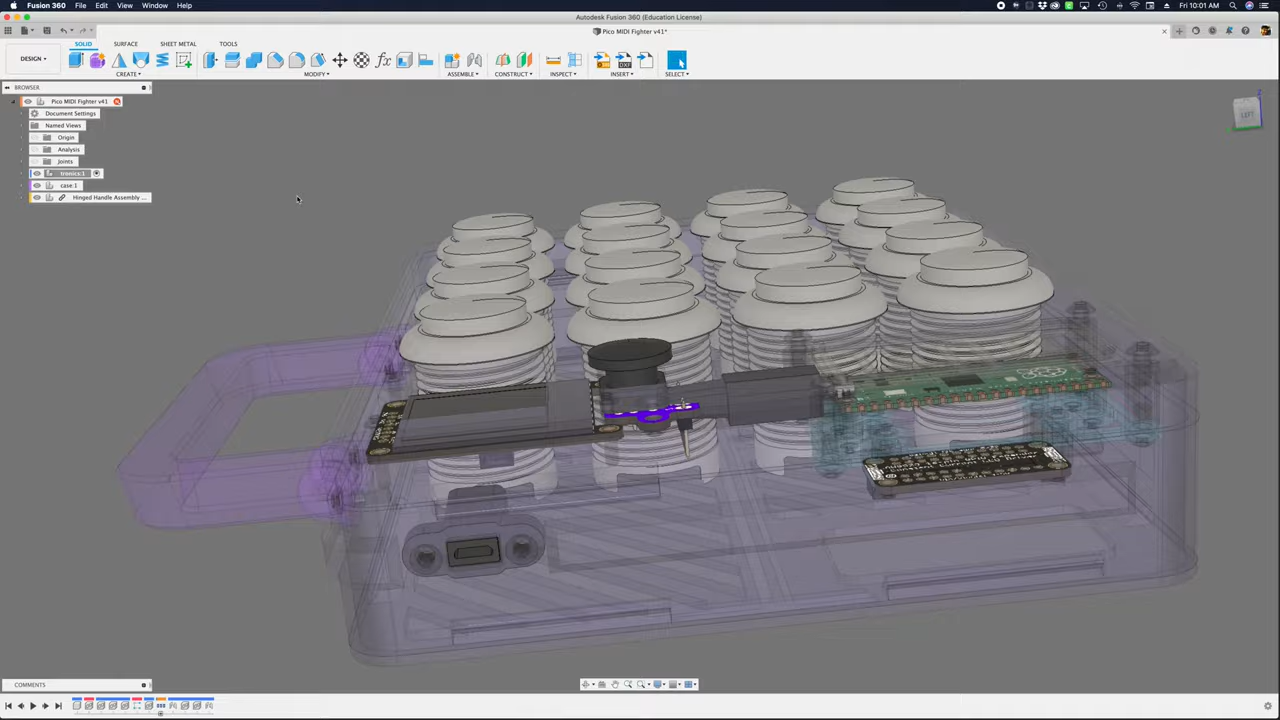 Fusion 360 File Edit View Window Help
Fri 10:01 AM
Autodesk Fusion 360 (Education License)
Pico MIDI Fighter v41*
DESIGN
SOLID SURFACE SHEET METAL TOOLS
CREATE MODIFY ASSEMBLE CONSTRUCT INSPECT INSERT SELECT
BROWSER
Pico MIDI Fighter v41
Document Settings
Named Views
Origin
Analysis
Joints
tronics:1
case:1
Hinged Handle Assembly ...
LEFT
COMMENTS